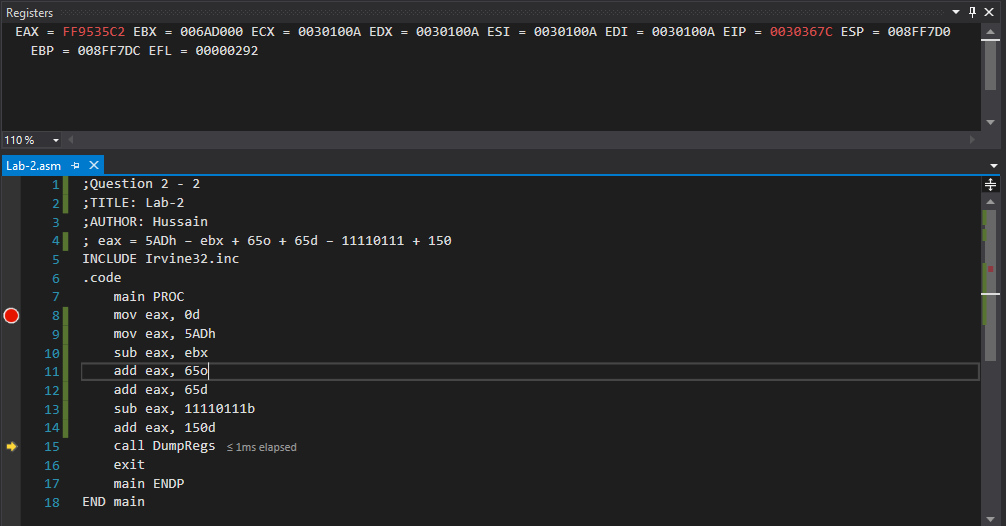 Registers
EAX = FF9535C2 EBX = 006AD000 ECX = 0030100A EDX = 0030100A ESI = 0030100A EDI = 0030100A EIP = 0030367C ESP = 008FF7D0
EBP = 008FF7DC EFL = 00000292
110 %
Lab-2.asm
1 ;Question 2 - 2
2 ;TITLE: Lab-2
3 ;AUTHOR: Hussain
4 ; eax = 5ADh - ebx + 65o + 65d - 11110111 + 150
5 INCLUDE Irvine32.inc
6 .code
7 main PROC
8 mov eax, 0d
9 mov eax, 5ADh
10 sub eax, ebx
11 add eax, 65o
12 add eax, 65d
13 sub eax, 11110111b
14 add eax, 150d
15 call DumpRegs ≤ 1ms elapsed
16 exit
17 main ENDP
18 END main